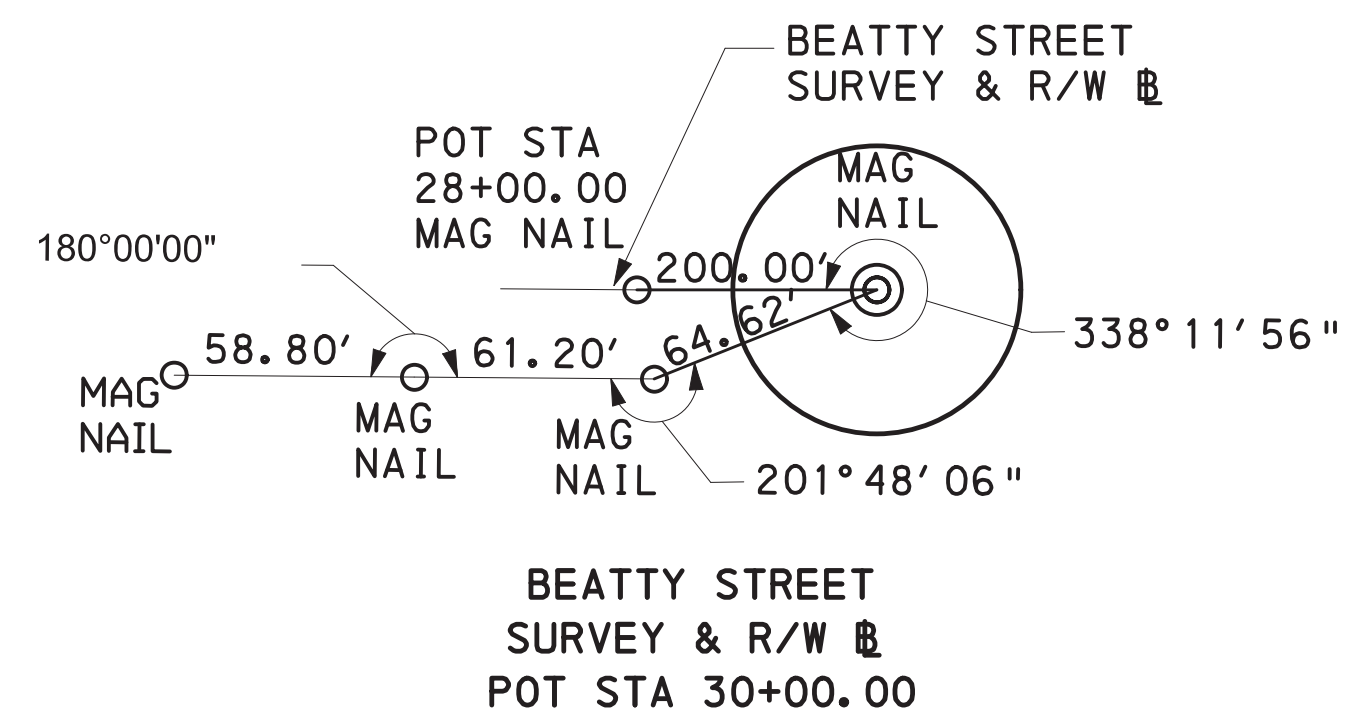 BEATTY STREET
SURVEY & R/W BL
POT STA
28+00.00
MAG NAIL
MAG
NAIL
180°00'00"
200.00'
64.62'
338°11'56"
58.80'
61.20'
MAG
NAIL
MAG
NAIL
MAG
NAIL
201°48'06"
BEATTY STREET
SURVEY & R/W BL
POT STA 30+00.00